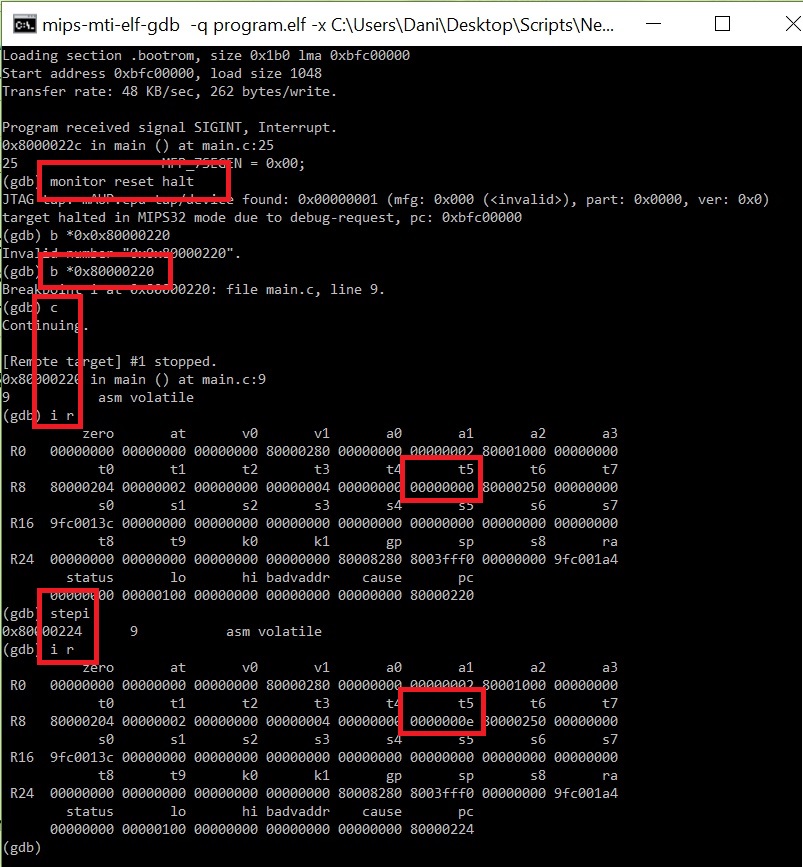 mips-mti-elf-gdb -q program.elf -x C:\Users\Dani\Desktop\Scripts\Ne...
Loading section .bootrom, size 0x1b0 lma 0xbfc00000
Start address 0xbfc00000, load size 1048
Transfer rate: 48 KB/sec, 262 bytes/write.
Program received signal SIGINT, Interrupt.
0x8000022c in main () at main.c:25
25 MFP_7SEGEN = 0x00;
(gdb) monitor reset halt
JTAG tap: mAUP.cpu tap/device found: 0x00000001 (mfg: 0x000 (<invalid>), part: 0x0000, ver: 0x0)
target halted in MIPS32 mode due to debug-request, pc: 0xbfc00000
(gdb) b *0x0x80000220
Invalid number "0x0x80000220".
(gdb) b *0x80000220
Breakpoint 1 at 0x80000220: file main.c, line 9.
(gdb) c
Continuing.
[Remote target] #1 stopped.
0x80000220 in main () at main.c:9
9 asm volatile
(gdb) i r
zero at v0 v1 a0 a1 a2 a3
R0 00000000 00000000 00000000 80000280 00000000 00000002 80001000 00000000
t0 t1 t2 t3 t4 t5 t6 t7
R8 80000204 00000002 00000000 00000004 00000000 00000000 80000250 00000000
s0 s1 s2 s3 s4 s5 s6 s7
R16 9fc0013c 00000000 00000000 00000000 00000000 00000000 00000000 00000000
t8 t9 k0 k1 gp sp s8 ra
R24 00000000 00000000 00000000 00000000 80008280 8003fff0 00000000 9fc001a4
status lo hi badvaddr cause pc
00000000 00000100 00000000 00000000 00000000 80000220
(gdb) stepi
0x80000224 9 asm volatile
(gdb) i r
zero at v0 v1 a0 a1 a2 a3
R0 00000000 00000000 00000000 80000280 00000000 00000002 80001000 00000000
t0 t1 t2 t3 t4 t5 t6 t7
R8 80000204 00000002 00000000 00000004 00000000 0000000e 80000250 00000000
s0 s1 s2 s3 s4 s5 s6 s7
R16 9fc0013c 00000000 00000000 00000000 00000000 00000000 00000000 00000000
t8 t9 k0 k1 gp sp s8 ra
R24 00000000 00000000 00000000 00000000 80008280 8003fff0 00000000 9fc001a4
status lo hi badvaddr cause pc
00000000 00000100 00000000 00000000 00000000 80000224
(gdb)